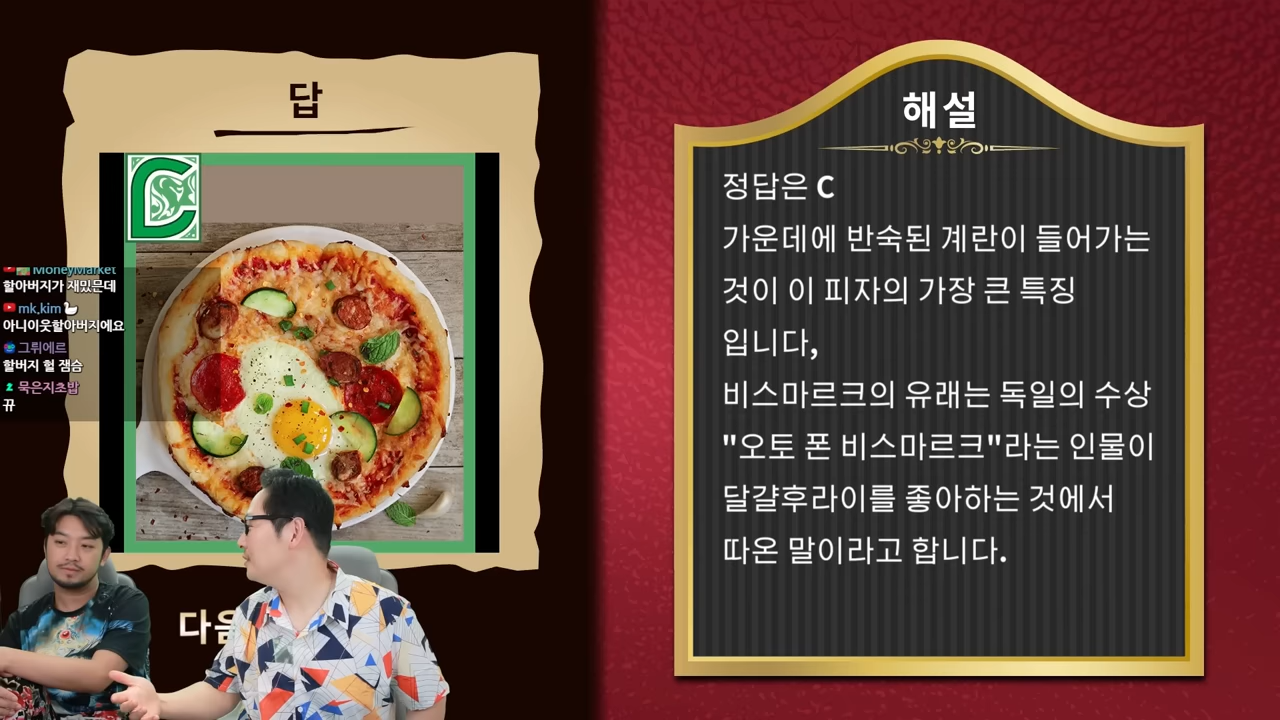 답
C
MoneyMarket
할아버지가 재밌믄데
mk.kim
아니이웃할아버지에요
그튀에르
할버지 헐 잼슴
묵은지초밥
뀨
다음
해설
정답은 C
가운데에 반숙된 계란이 들어가는
것이 이 피자의 가장 큰 특징
입니다,
비스마르크의 유래는 독일의 수상
"오토 폰 비스마르크"라는 인물이
달걀후라이를 좋아하는 것에서
따온 말이라고 합니다.